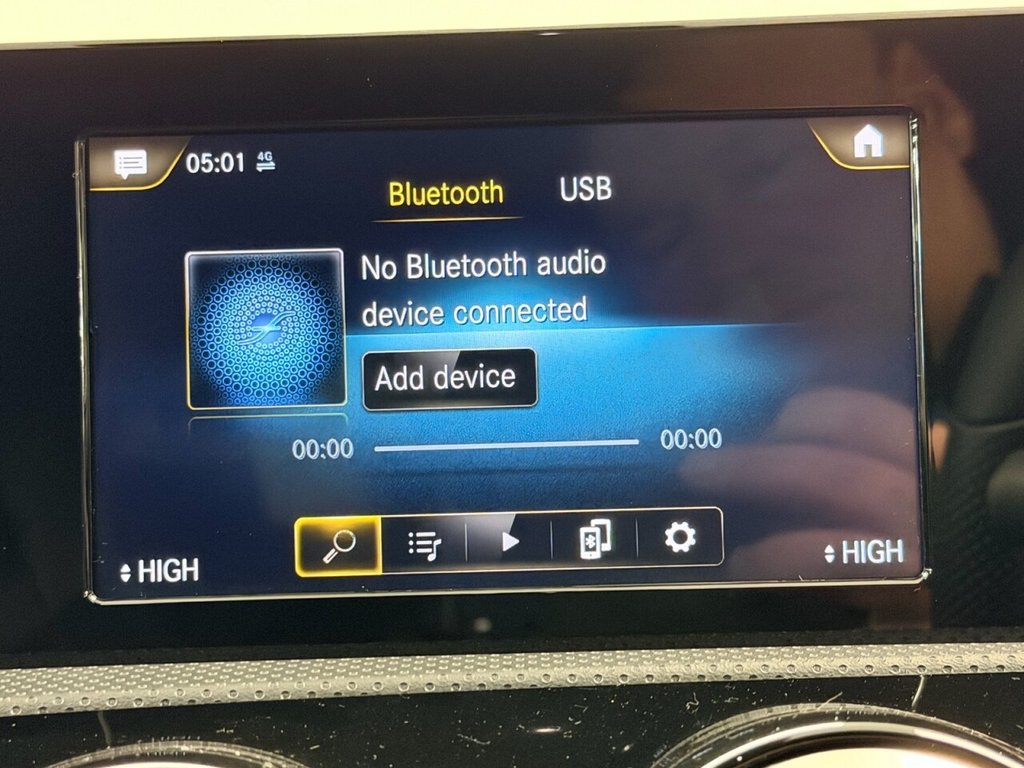 05:01 4G
Bluetooth USB
No Bluetooth audio
device connected
Add device
00:00 00:00
HIGH HIGH